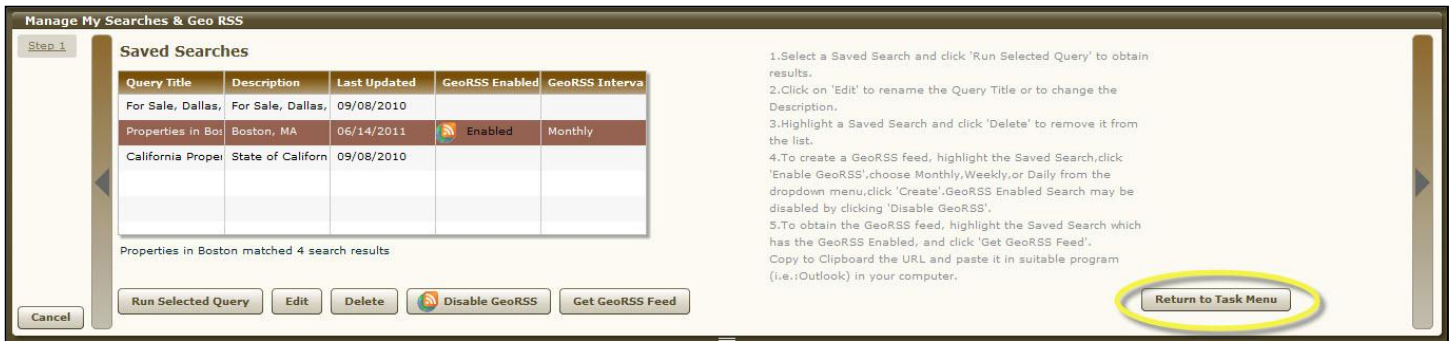 Manage My Searches & Geo RSS
Step 1
Saved Searches
Query Title Description Last Updated GeoRSS Enabled GeoRSS Interva
For Sale, Dallas, For Sale, Dallas, 09/08/2010
Properties in Bos Boston, MA 06/14/2011 Enabled Monthly
California Proper State of Californ 09/08/2010
Properties in Boston matched 4 search results
Run Selected Query Edit Delete Disable GeoRSS Get GeoRSS Feed
Cancel
1.Select a Saved Search and click 'Run Selected Query' to obtain
results.
2.Click on 'Edit' to rename the Query Title or to change the
Description.
3.Highlight a Saved Search and click 'Delete' to remove it from
the list.
4.To create a GeoRSS feed, highlight the Saved Search,click
'Enable GeoRSS',choose Monthly,Weekly,or Daily from the
dropdown menu,click 'Create'.GeoRSS Enabled Search may be
disabled by clicking 'Disable GeoRSS'.
5.To obtain the GeoRSS feed, highlight the Saved Search which
has the GeoRSS Enabled, and click 'Get GeoRSS Feed'.
Copy to Clipboard the URL and paste it in suitable program
(i.e.:Outlook) in your computer.
Return to Task Menu